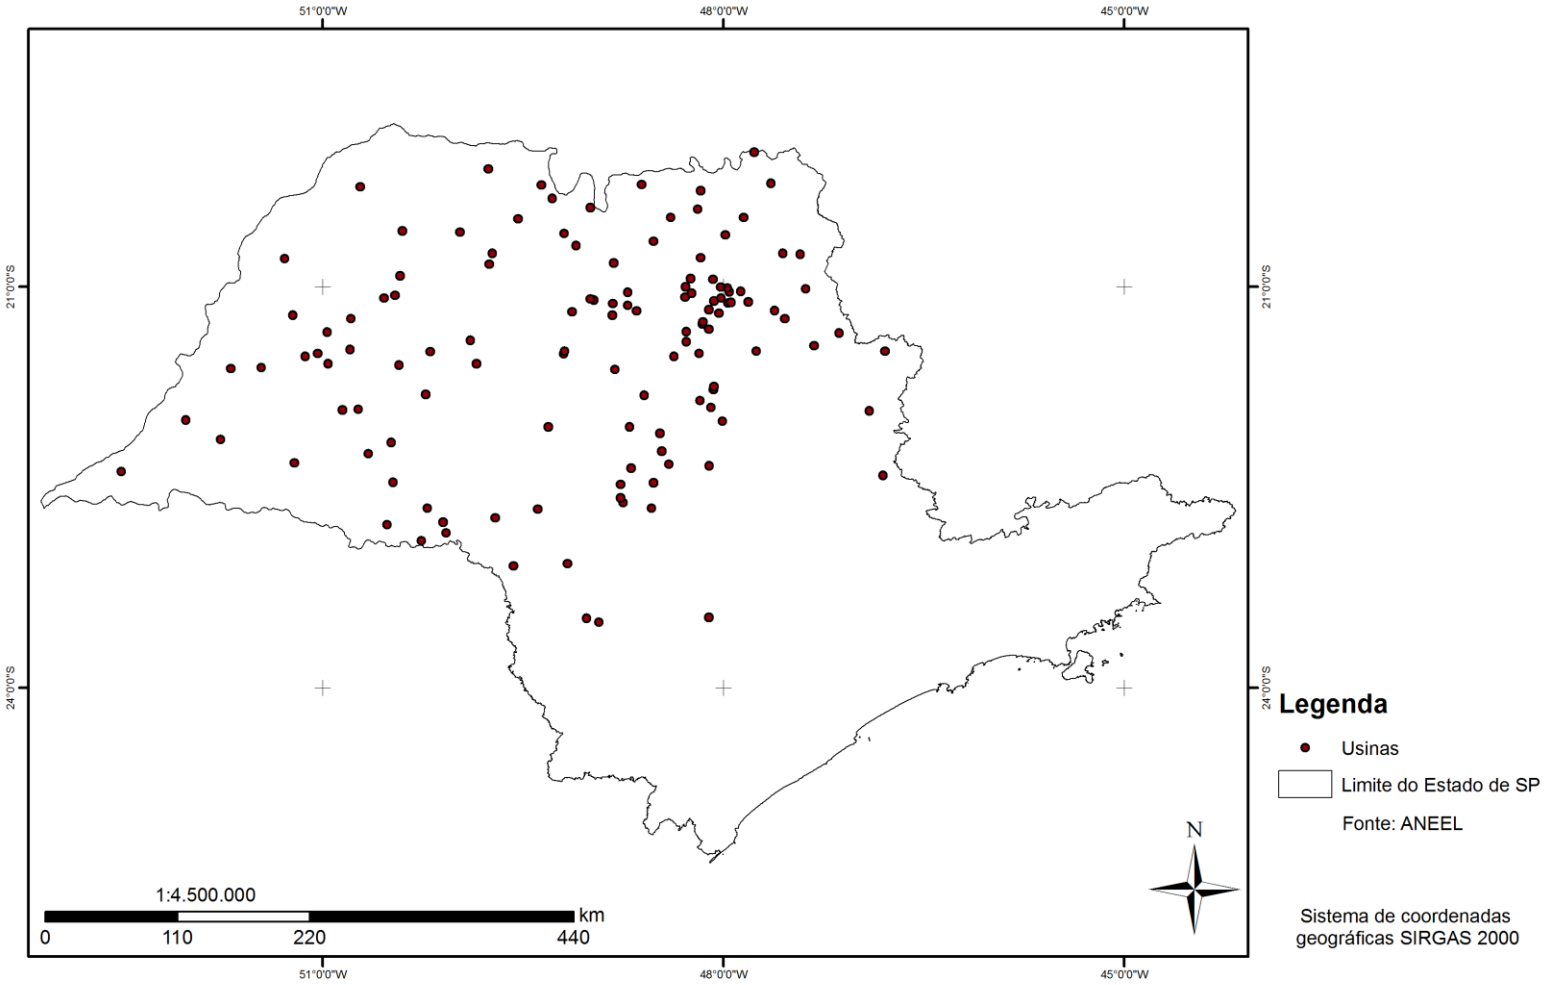 51°0'0"W
48°0'0"W
45°0'0"W
21°0'0"S
21°0'0"S
24°0'0"S
24°0'0"S
Legenda
Usinas
Limite do Estado de SP
Fonte: ANEEL
N
1:4.500.000
km
0
110
220
440
Sistema de coordenadas
geográficas SIRGAS 2000
51°0'0"W
48°0'0"W
45°0'0"W